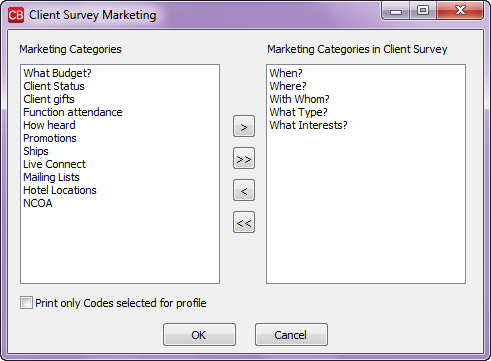 CB Client Survey Marketing
Marketing Categories
What Budget?
Client Status
Client gifts
Function attendance
How heard
Promotions
Ships
Live Connect
Mailing Lists
Hotel Locations
NCOA
>
>>
<
<<
Marketing Categories in Client Survey
When?
Where?
With Whom?
What Type?
What Interests?
Print only Codes selected for profile
OK
Cancel